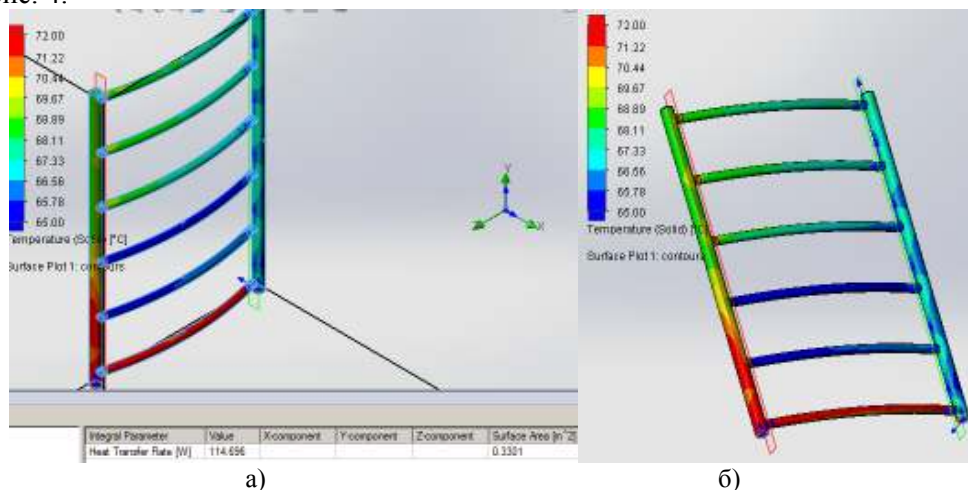 72.00
71.22
70.44
69.67
68.89
68.11
67.33
66.56
65.78
65.00
Temperature (Solid) [°C]
Surface Plot 1: contours
Y
X
Integral Parameter Value X-component Y-component Z-component Surface Area [m^2]
Heat Transfer Rate [W] 114.696 0.3301
а)
72.00
71.22
70.44
69.67
68.89
68.11
67.33
66.56
65.78
65.00
Temperature (Solid) [°C]
Surface Plot 1: contours
б)